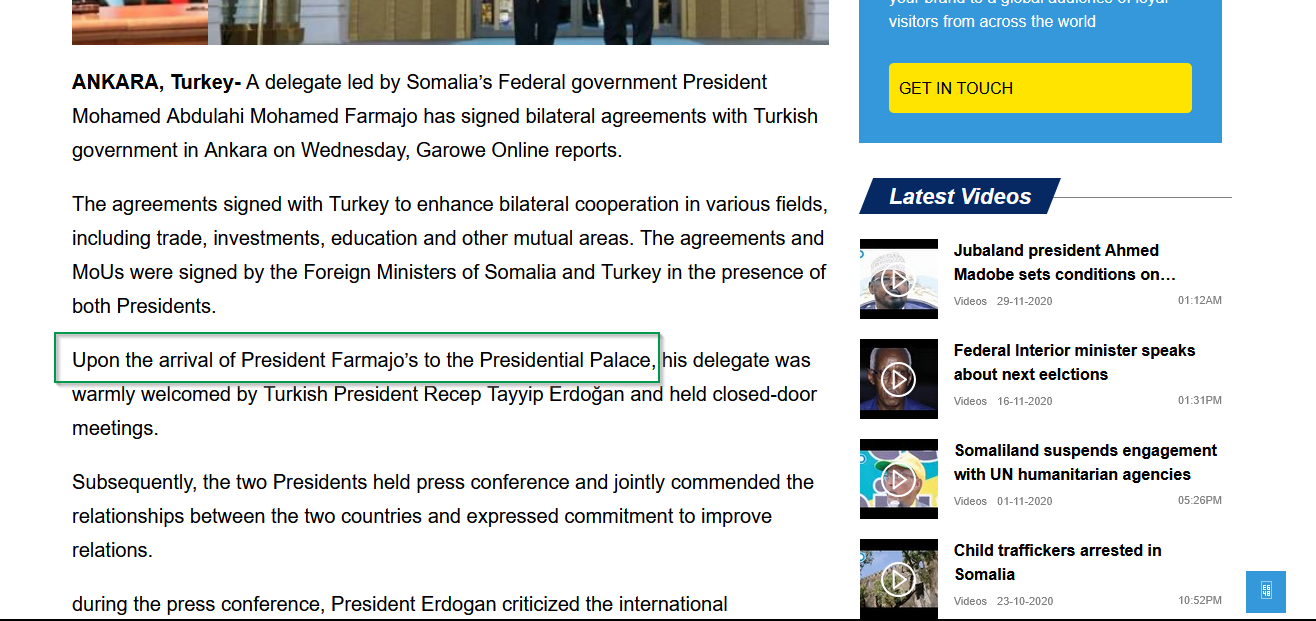 your brand to a global audience of loyal
visitors from across the world
GET IN TOUCH
ANKARA, Turkey- A delegate led by Somalia’s Federal government President
Mohamed Abdulahi Mohamed Farmajo has signed bilateral agreements with Turkish
government in Ankara on Wednesday, Garowe Online reports.
The agreements signed with Turkey to enhance bilateral cooperation in various fields,
including trade, investments, education and other mutual areas. The agreements and
MoUs were signed by the Foreign Ministers of Somalia and Turkey in the presence of
both Presidents.
Upon the arrival of President Farmajo’s to the Presidential Palace, his delegate was
warmly welcomed by Turkish President Recep Tayyip Erdoğan and held closed-door
meetings.
Subsequently, the two Presidents held press conference and jointly commended the
relationships between the two countries and expressed commitment to improve
relations.
during the press conference, President Erdogan criticized the international
Latest Videos
Jubaland president Ahmed
Madobe sets conditions on…
Videos 29-11-2020 01:12AM
Federal Interior minister speaks
about next eelctions
Videos 16-11-2020 01:31PM
Somaliland suspends engagement
with UN humanitarian agencies
Videos 01-11-2020 05:26PM
Child traffickers arrested in
Somalia
Videos 23-10-2020 10:52PM